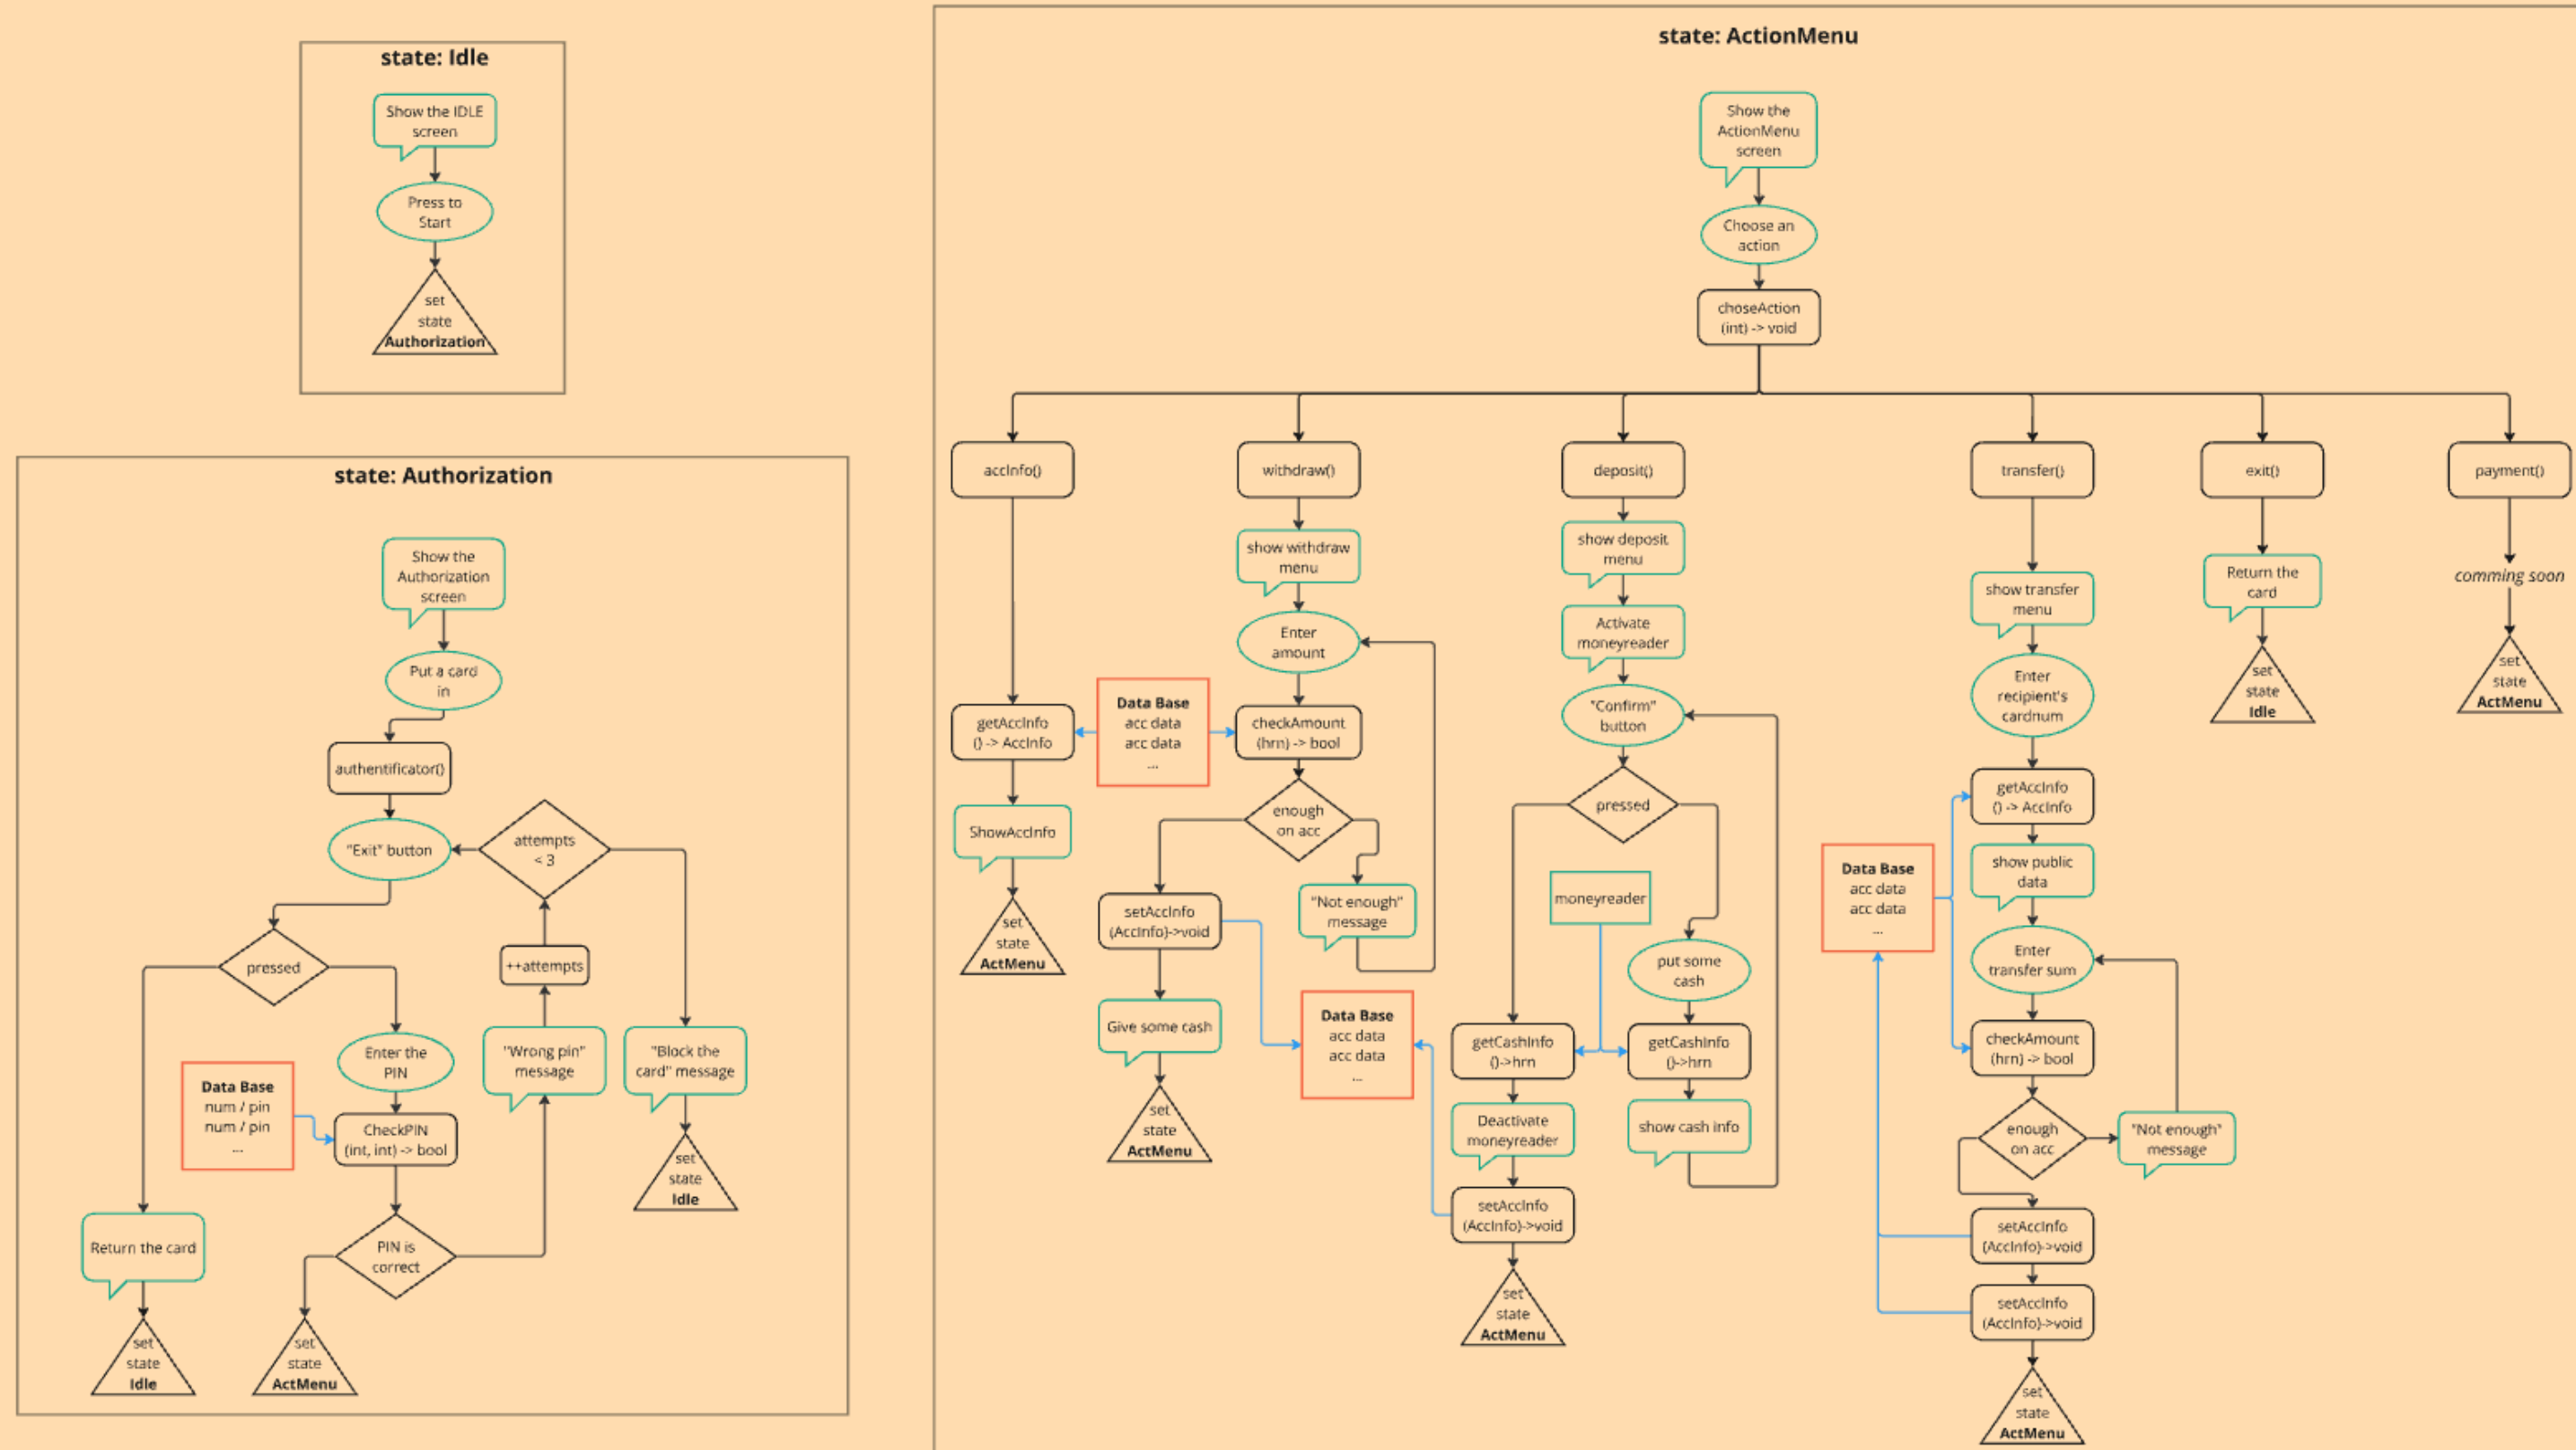 state: Idle
Show the IDLE
screen
Press to
Start
set
state
Authorization
state: Authorization
Show the
Authorization
screen
Put a card
in
authentificator()
"Exit" button
attempts
< 3
pressed
++attempts
Enter the
PIN
"Wrong pin"
message
"Block the
card" message
Data Base
num / pin
num / pin
...
CheckPIN
(int, int) -> bool
set
state
Idle
Return the card
PIN is
correct
set
state
Idle
set
state
ActMenu
state: ActionMenu
Show the
ActionMenu
screen
Choose an
action
choseAction
(int) -> void
accInfo()
getAccInfo
() -> AccInfo
ShowAccInfo
set
state
ActMenu
Data Base
acc data
acc data
...
withdraw()
show withdraw
menu
Enter
amount
checkAmount
(hrn) -> bool
enough
on acc
"Not enough"
message
setAccInfo
(AccInfo)->void
Give some cash
set
state
ActMenu
Data Base
acc data
acc data
...
deposit()
show deposit
menu
Activate
moneyreader
"Confirm"
button
pressed
moneyreader
put some
cash
getCashInfo
()->hrn
getCashInfo
()->hrn
Deactivate
moneyreader
show cash info
setAccInfo
(AccInfo)->void
set
state
ActMenu
transfer()
show transfer
menu
Enter
recipient's
cardnum
getAccInfo
() -> AccInfo
Data Base
acc data
acc data
...
show public
data
Enter
transfer sum
checkAmount
(hrn) -> bool
enough
on acc
"Not enough"
message
setAccInfo
(AccInfo)->void
setAccInfo
(AccInfo)->void
set
state
ActMenu
exit()
Return the
card
set
state
Idle
payment()
comming soon
set
state
ActMenu